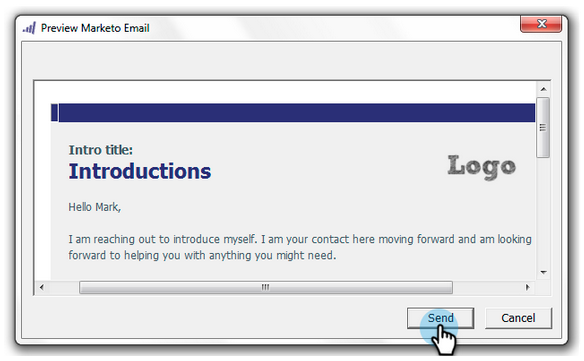 Preview Marketo Email
Intro title:
Introductions
Logo
Hello Mark,
I am reaching out to introduce myself. I am your contact here moving forward and am looking
forward to helping you with anything you might need.
Send
Cancel